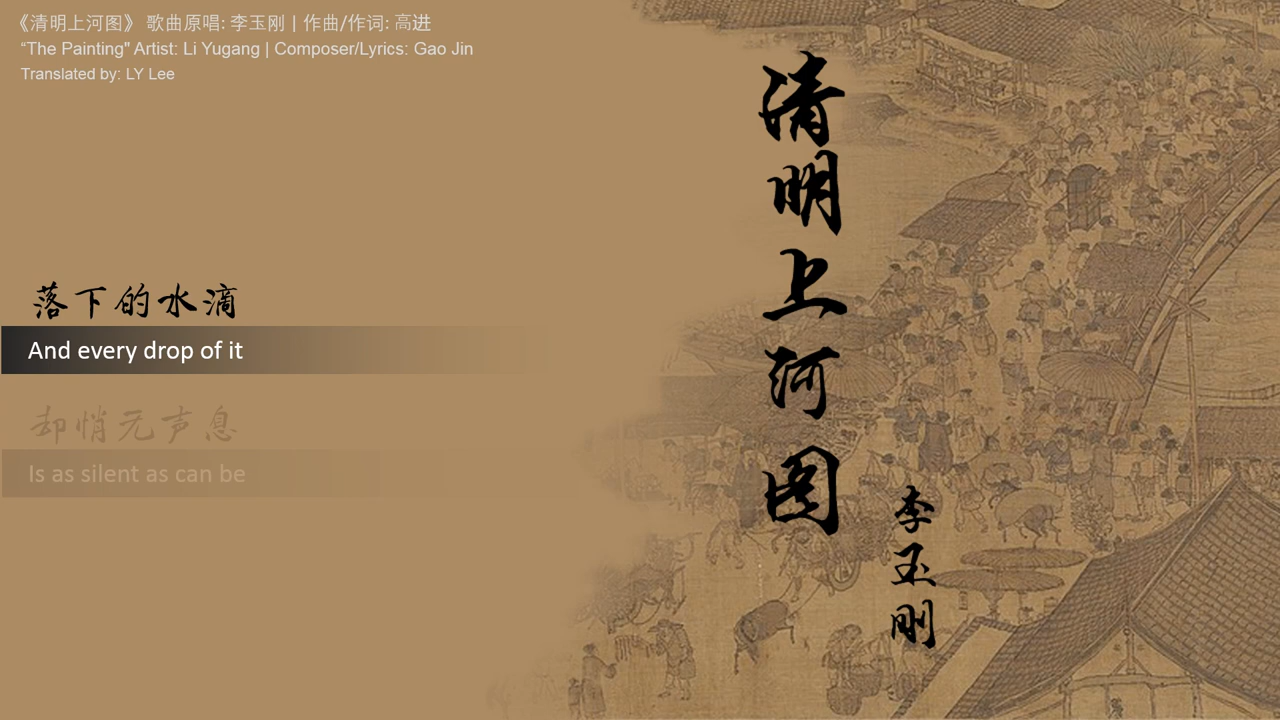 《清明上河图》 歌曲原唱: 李玉刚 | 作曲/作词: 高进
“The Painting" Artist: Li Yugang | Composer/Lyrics: Gao Jin
Translated by: LY Lee
落下的水滴
And every drop of it
却悄无声息
Is as silent as can be
清明上河图
李玉刚